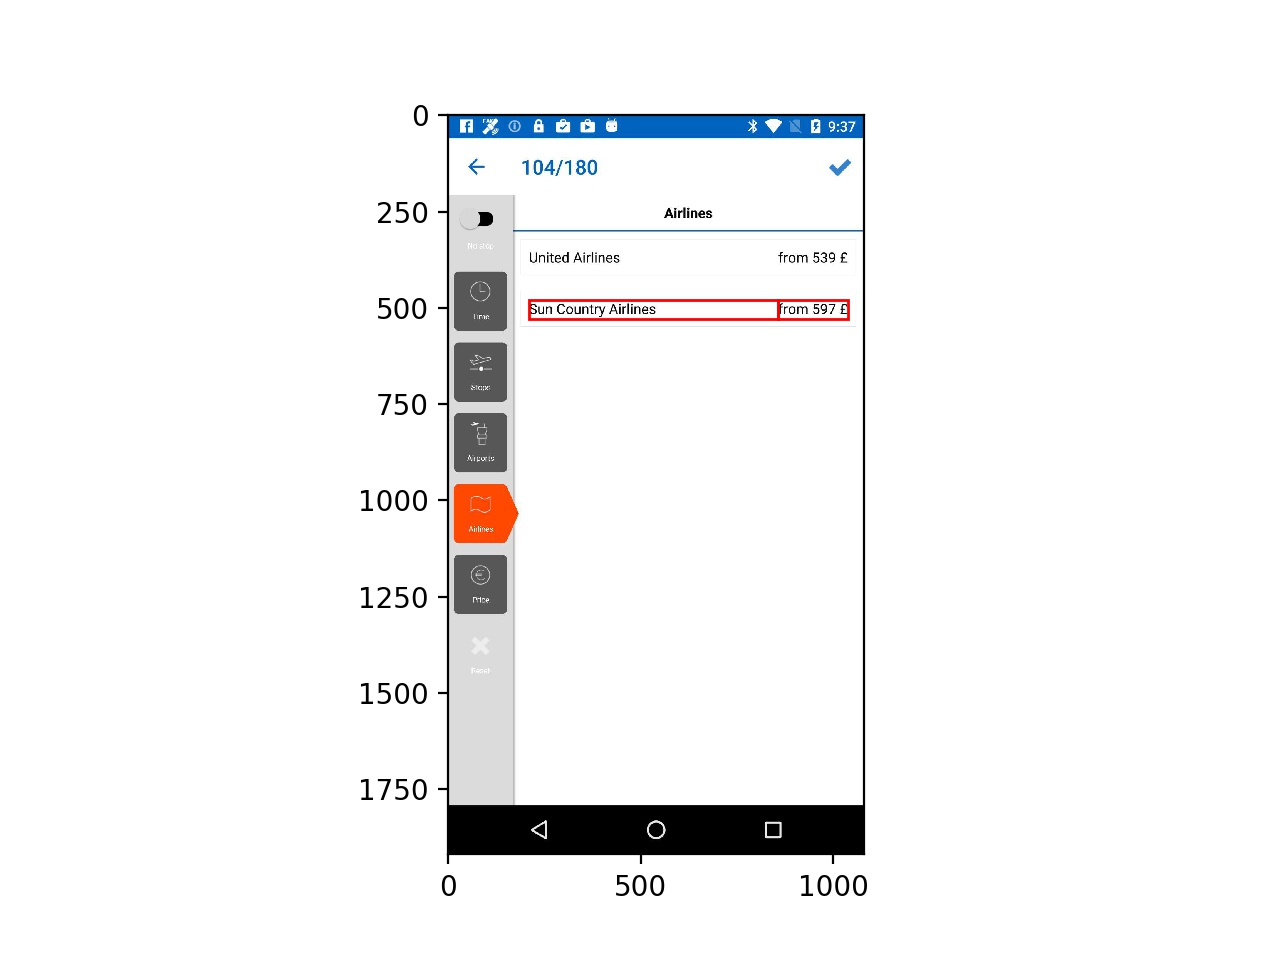 0
250
500
750
1000
1250
1500
1750
9:37
104/180
No stop
Airlines
United Airlines from 539 £
Time
Sun Country Airlines from 597 £
Stops
Airports
Airlines
Price
Reset
0 500 1000